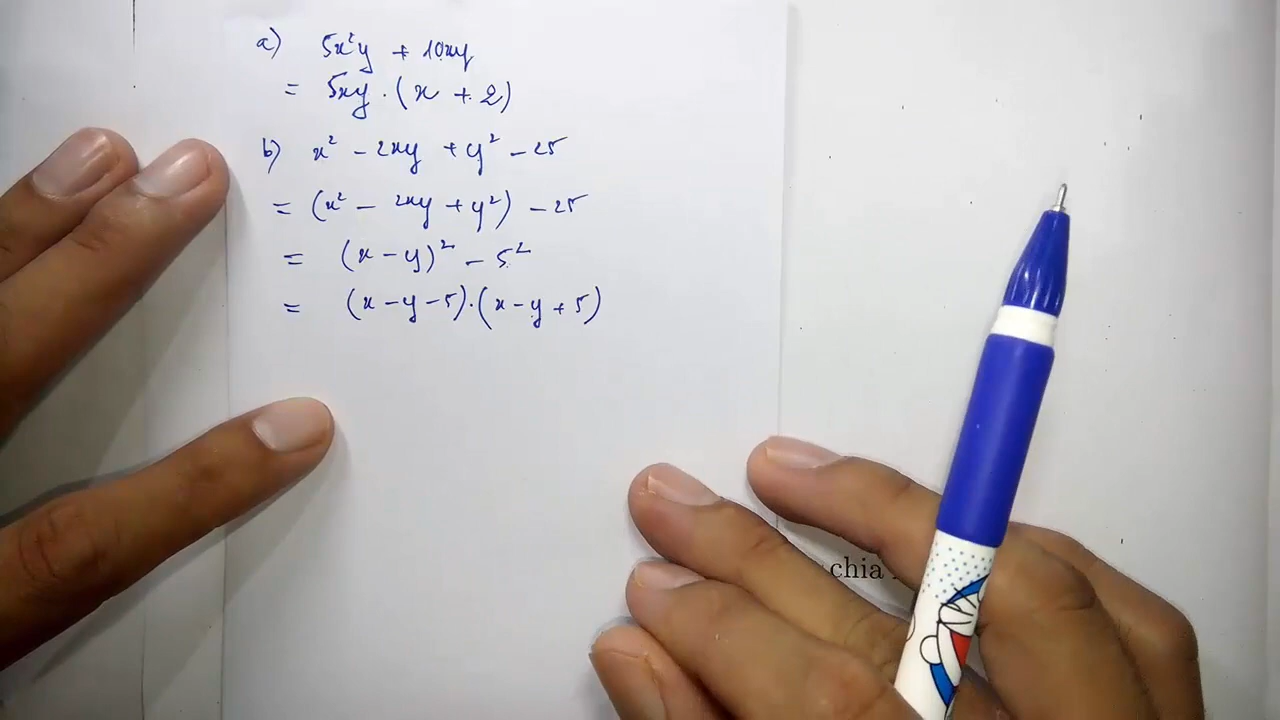 a) 5x²y + 10xy
= 5xy . (x + 2)
b) x² - 2xy + y² - 25
= (x² - 2xy + y²) - 25
= (x - y)² - 5²
= (x - y - 5) . (x - y + 5)
chia